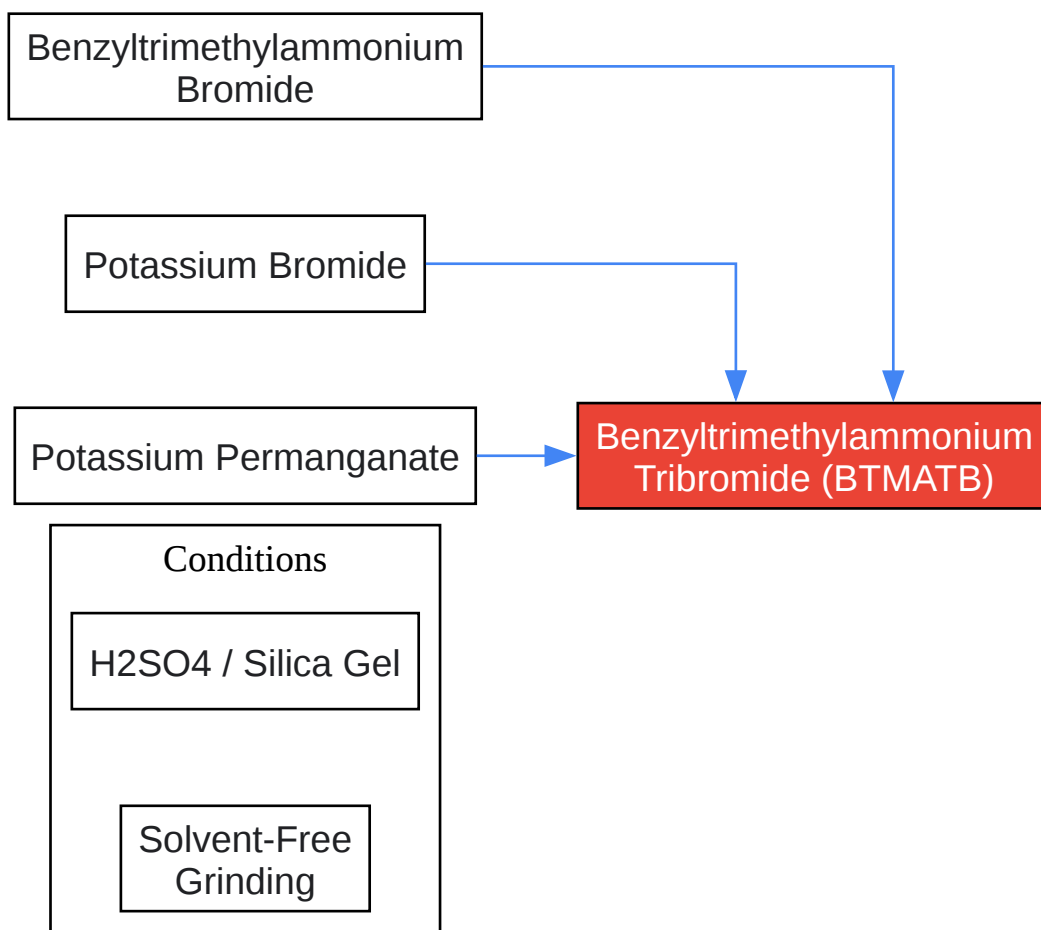 Benzyltrimethylammonium
Bromide
Potassium Bromide
Potassium Permanganate
Benzyltrimethylammonium
Tribromide (BTMATB)
Conditions
H2SO4 / Silica Gel
Solvent-Free
Grinding